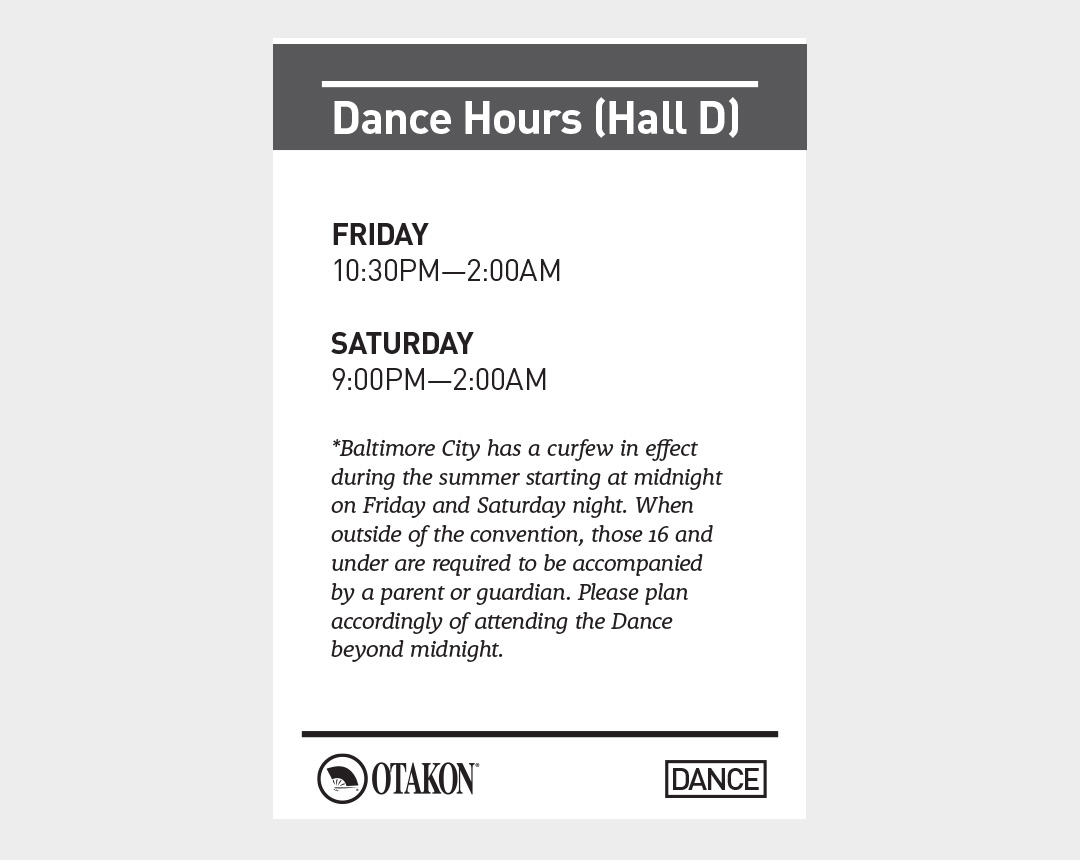 Dance Hours (Hall D)
FRIDAY
10:30PM—2:00AM
SATURDAY
9:00PM—2:00AM
*Baltimore City has a curfew in effect
during the summer starting at midnight
on Friday and Saturday night. When
outside of the convention, those 16 and
under are required to be accompanied
by a parent or guardian. Please plan
accordingly of attending the Dance
beyond midnight.
OTAKON®
DANCE